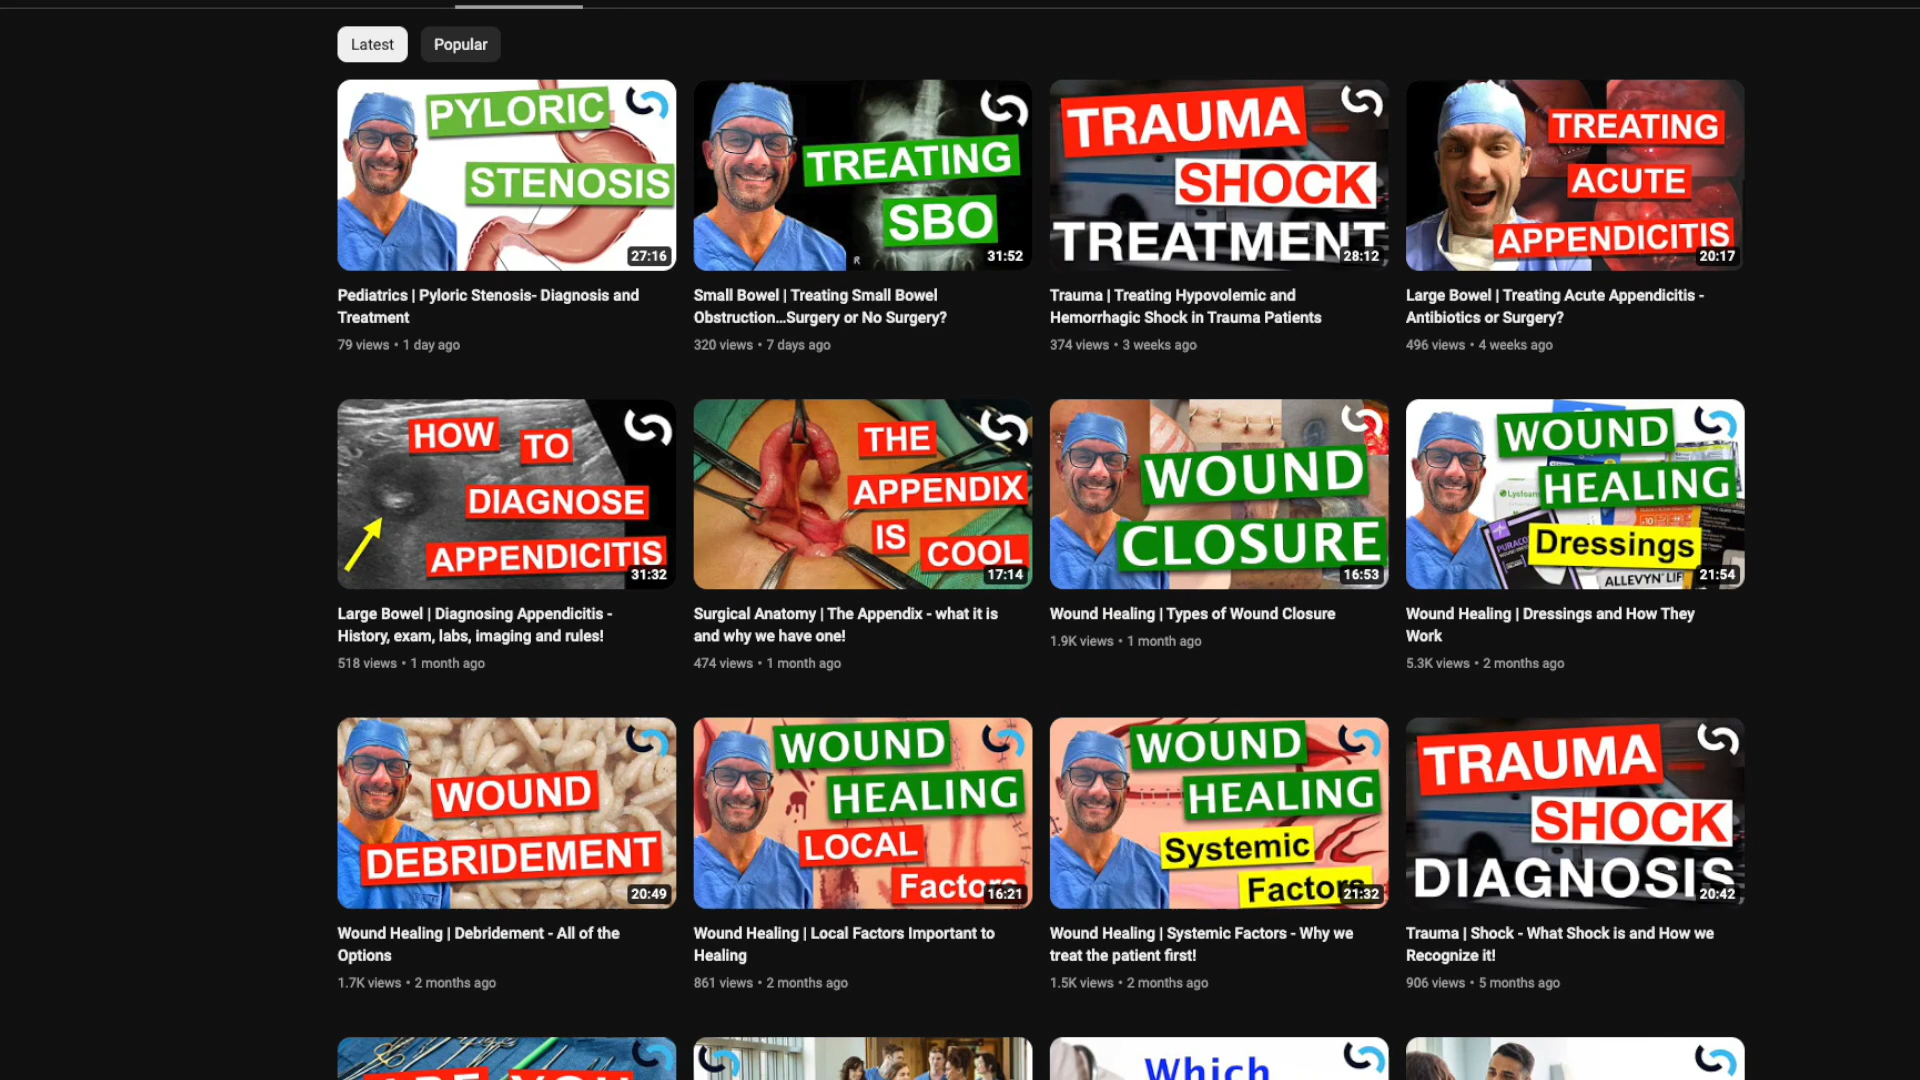 Latest
Popular
PYLORIC
STENOSIS
27:16
Pediatrics | Pyloric Stenosis- Diagnosis and
Treatment
79 views • 1 day ago
TREATING
SBO
R
31:52
Small Bowel | Treating Small Bowel
Obstruction...Surgery or No Surgery?
320 views • 7 days ago
TRAUMA
SHOCK
TREATMENT
28:12
Trauma | Treating Hypovolemic and
Hemorrhagic Shock in Trauma Patients
374 views • 3 weeks ago
TREATING
ACUTE
APPENDICITIS
20:17
Large Bowel | Treating Acute Appendicitis -
Antibiotics or Surgery?
496 views • 4 weeks ago
HOW TO
DIAGNOSE
APPENDICITIS
31:32
Large Bowel | Diagnosing Appendicitis -
History, exam, labs, imaging and rules!
518 views • 1 month ago
THE
APPENDIX
IS
COOL
17:14
Surgical Anatomy | The Appendix - what it is
and why we have one!
474 views • 1 month ago
WOUND
CLOSURE
16:53
Wound Healing | Types of Wound Closure
1.9K views • 1 month ago
WOUND
HEALING
Dressings
ALLEVYN LIF
21:54
Wound Healing | Dressings and How They
Work
5.3K views • 2 months ago
WOUND
DEBRIDEMENT
20:49
Wound Healing | Debridement - All of the
Options
1.7K views • 2 months ago
WOUND
HEALING
LOCAL
Factors
16:21
Wound Healing | Local Factors Important to
Healing
861 views • 2 months ago
WOUND
HEALING
Systemic
Factors
21:32
Wound Healing | Systemic Factors - Why we
treat the patient first!
1.5K views • 2 months ago
TRAUMA
SHOCK
DIAGNOSIS
20:42
Trauma | Shock - What Shock is and How we
Recognize it!
906 views • 5 months ago
ARE YOU
Which